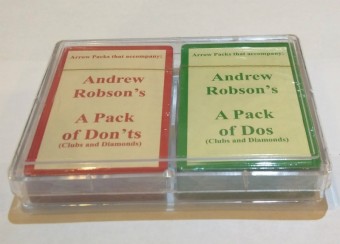 Arrow Packs that accompany:
Andrew
Robson's
A Pack
of Don'ts
(Clubs and Diamonds)
Arrow Packs that accompany:
Andrew
Robson's
A Pack
of Dos
(Clubs and Diamonds)